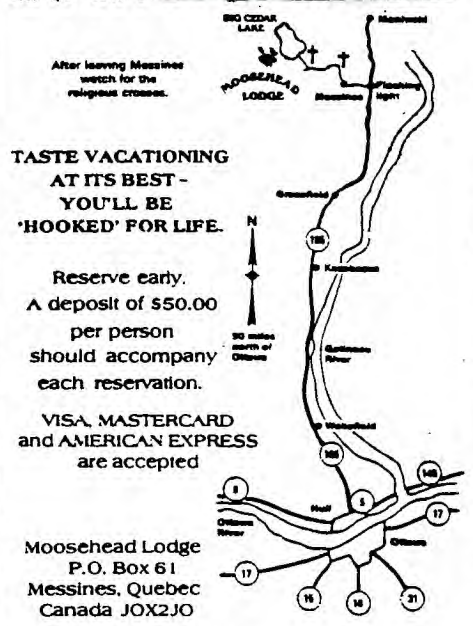 BIG CEDAR
LAKE
Maniwaki
After leaving Messines
watch for the
religious crosses.
MOOSEHEAD
LODGE
Messines
Flashing
light
TASTE VACATIONING
AT ITS BEST -
YOU'LL BE
'HOOKED' FOR LIFE.
Gracefield
N
105
Kazabazua
Reserve early.
A deposit of $50.00
per person
should accompany
each reservation.
90 miles
north of
Ottawa
Gatineau
River
Wakefield
VISA, MASTERCARD
and AMERICAN EXPRESS
are accepted
105
8
Hull
5
148
17
Ottawa
River
Ottawa
Moosehead Lodge
P.O. Box 61
Messines, Quebec
Canada JOX2JO
17
15
16
31